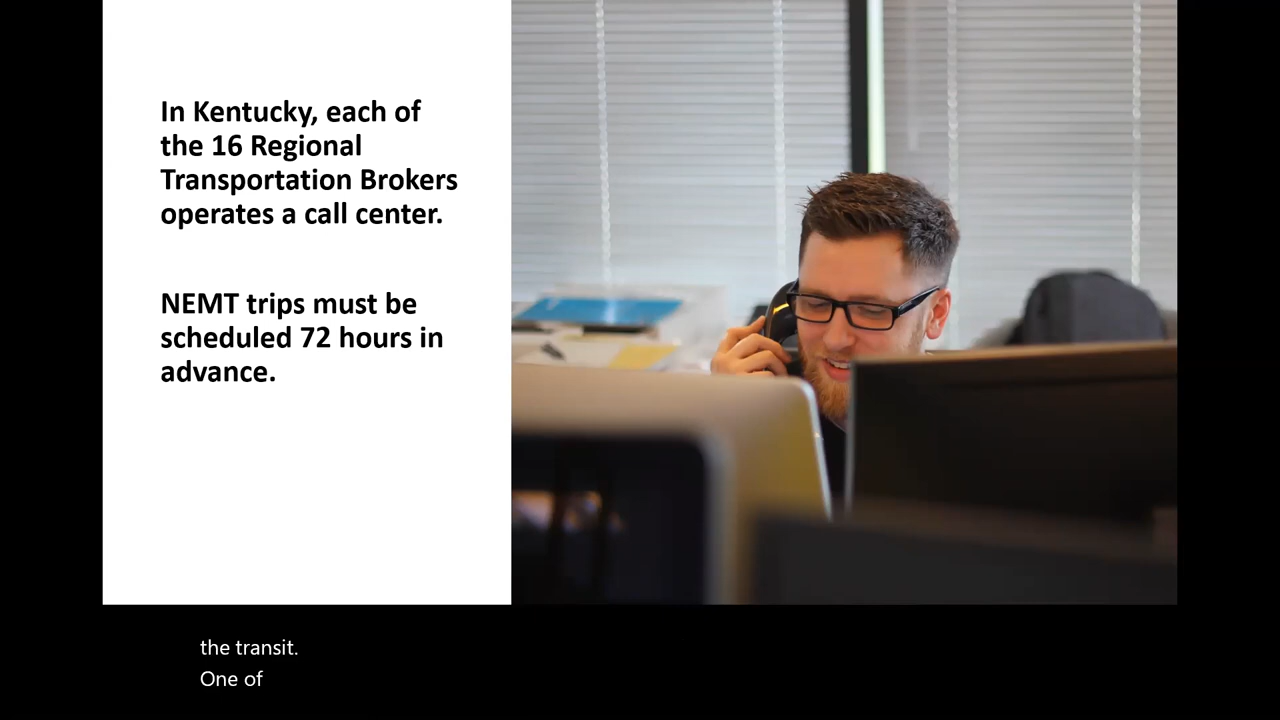 In Kentucky, each of
the 16 Regional
Transportation Brokers
operates a call center.
NEMT trips must be
scheduled 72 hours in
advance.
the transit.
One of